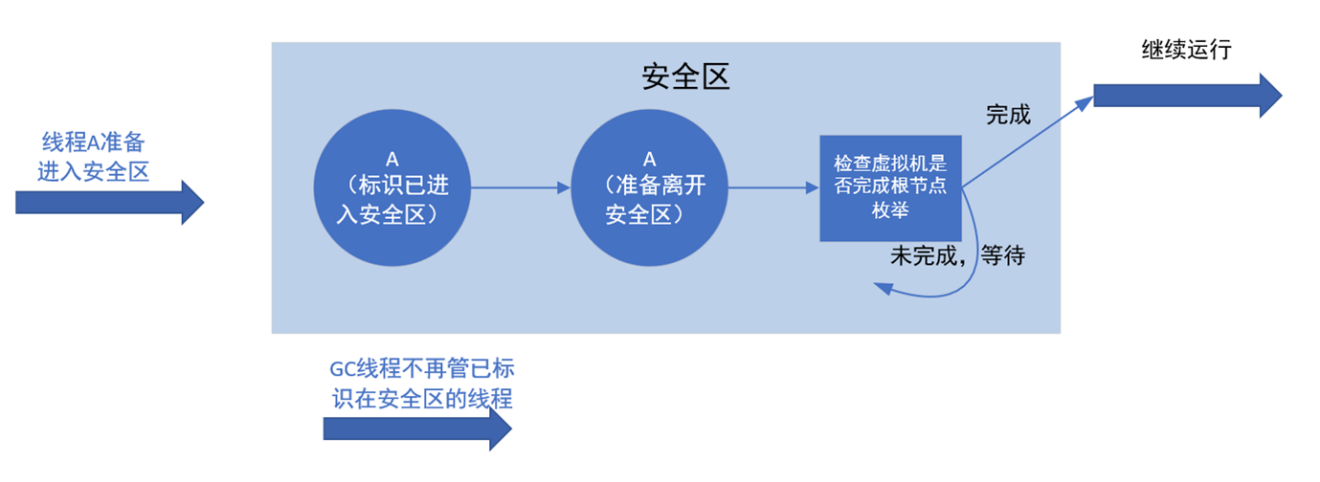 继续运行
安全区
线程A准备
进入安全区
A
（标识已进
入安全区）
A
（准备离开
安全区）
检查虚拟机是
否完成根节点
枚举
完成
未完成，等待
GC线程不再管已标
识在安全区的线程